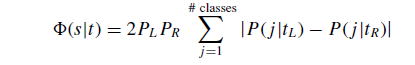 # classes
Φ(s|t) = 2P_L P_R ∑ |P(j|t_L) − P(j|t_R)|
j=1